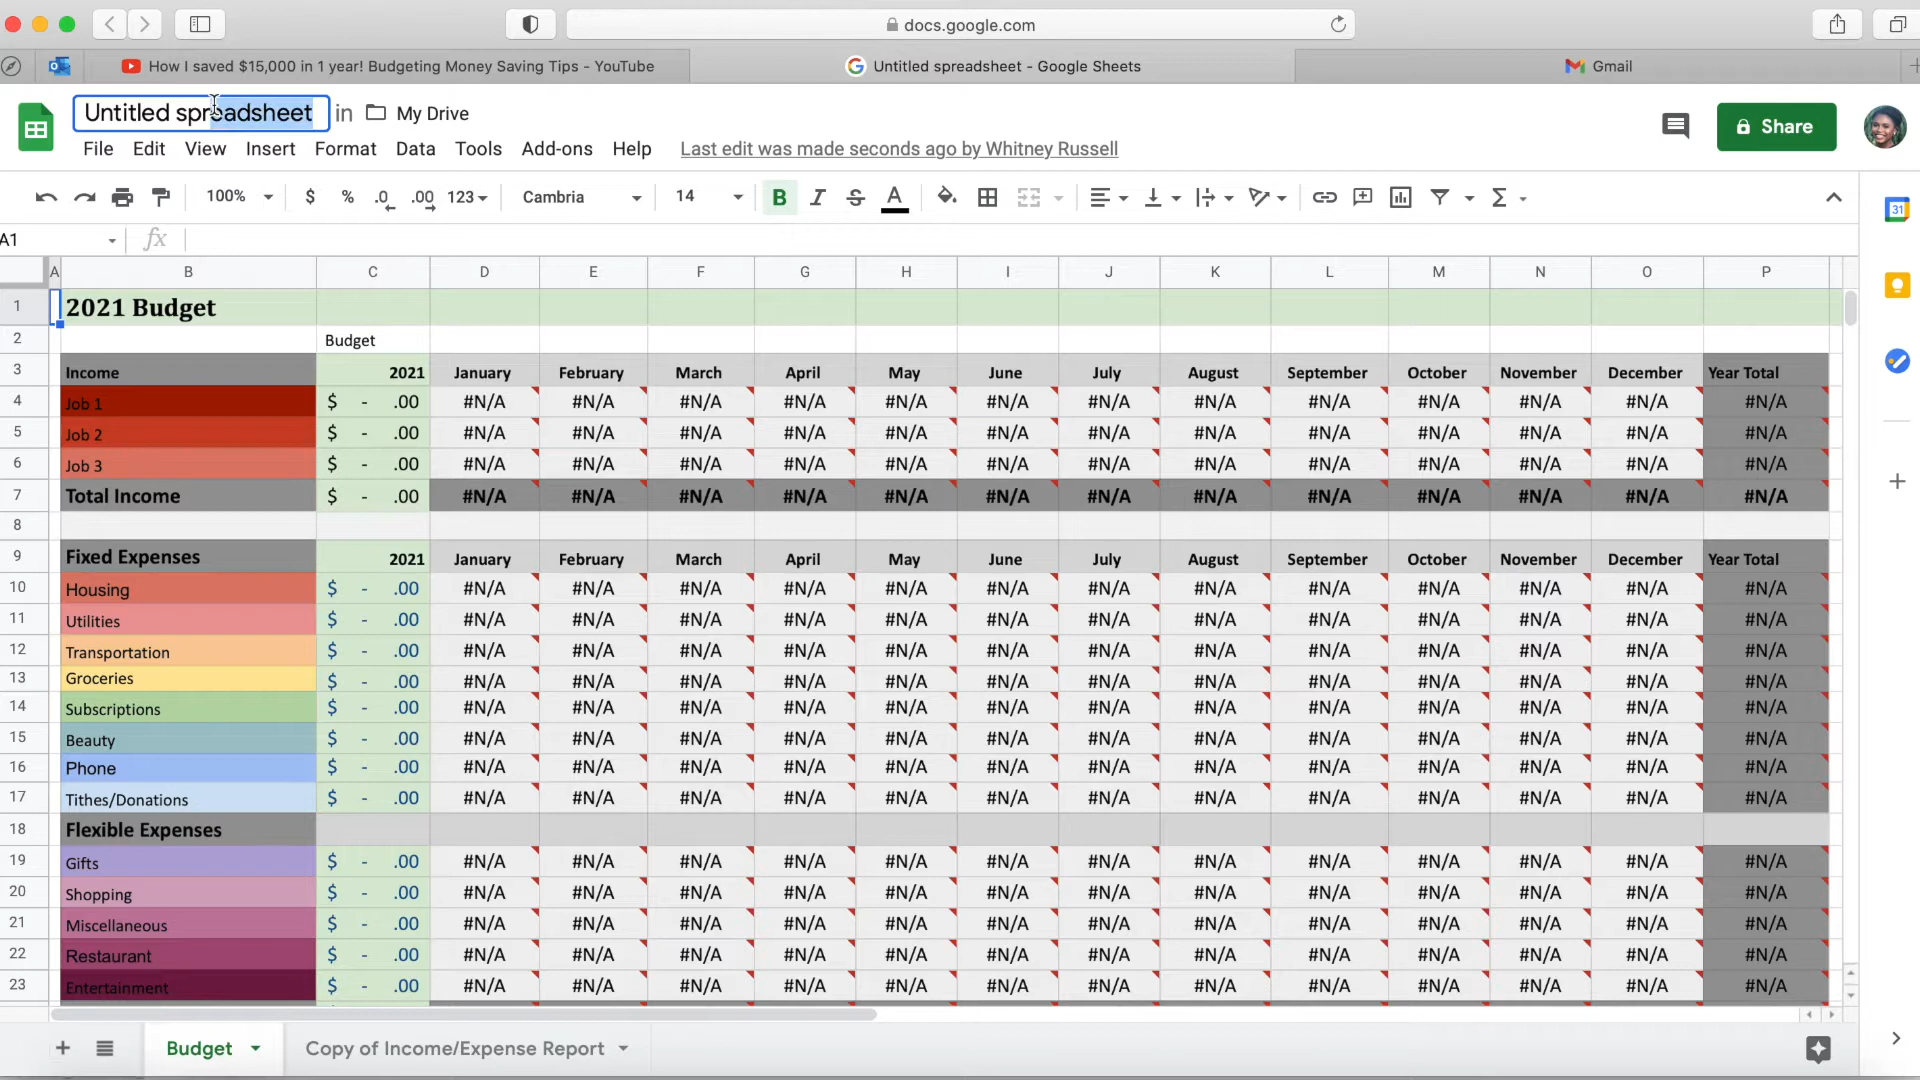 docs.google.com
How I saved $15,000 in 1 year! Budgeting Money Saving Tips - YouTube
Untitled spreadsheet - Google Sheets
Gmail
Untitled spreadsheet in My Drive
Share
File Edit View Insert Format Data Tools Add-ons Help Last edit was made seconds ago by Whitney Russell
100% $ % .0 .00 123 Cambria 14 B I S A Σ
31
A1 fx
A B C D E F G H I J K L M N O P
1 2021 Budget
2 Budget
3 Income 2021 January February March April May June July August September October November December Year Total
4 Job 1 $ - .00 #N/A #N/A #N/A #N/A #N/A #N/A #N/A #N/A #N/A #N/A #N/A #N/A #N/A
5 Job 2 $ - .00 #N/A #N/A #N/A #N/A #N/A #N/A #N/A #N/A #N/A #N/A #N/A #N/A #N/A
6 Job 3 $ - .00 #N/A #N/A #N/A #N/A #N/A #N/A #N/A #N/A #N/A #N/A #N/A #N/A #N/A
7 Total Income $ - .00 #N/A #N/A #N/A #N/A #N/A #N/A #N/A #N/A #N/A #N/A #N/A #N/A #N/A
8
9 Fixed Expenses 2021 January February March April May June July August September October November December Year Total
10 Housing $ - .00 #N/A #N/A #N/A #N/A #N/A #N/A #N/A #N/A #N/A #N/A #N/A #N/A #N/A
11 Utilities $ - .00 #N/A #N/A #N/A #N/A #N/A #N/A #N/A #N/A #N/A #N/A #N/A #N/A #N/A
12 Transportation $ - .00 #N/A #N/A #N/A #N/A #N/A #N/A #N/A #N/A #N/A #N/A #N/A #N/A #N/A
13 Groceries $ - .00 #N/A #N/A #N/A #N/A #N/A #N/A #N/A #N/A #N/A #N/A #N/A #N/A #N/A
14 Subscriptions $ - .00 #N/A #N/A #N/A #N/A #N/A #N/A #N/A #N/A #N/A #N/A #N/A #N/A #N/A
15 Beauty $ - .00 #N/A #N/A #N/A #N/A #N/A #N/A #N/A #N/A #N/A #N/A #N/A #N/A #N/A
16 Phone $ - .00 #N/A #N/A #N/A #N/A #N/A #N/A #N/A #N/A #N/A #N/A #N/A #N/A #N/A
17 Tithes/Donations $ - .00 #N/A #N/A #N/A #N/A #N/A #N/A #N/A #N/A #N/A #N/A #N/A #N/A #N/A
18 Flexible Expenses
19 Gifts $ - .00 #N/A #N/A #N/A #N/A #N/A #N/A #N/A #N/A #N/A #N/A #N/A #N/A #N/A
20 Shopping $ - .00 #N/A #N/A #N/A #N/A #N/A #N/A #N/A #N/A #N/A #N/A #N/A #N/A #N/A
21 Miscellaneous $ - .00 #N/A #N/A #N/A #N/A #N/A #N/A #N/A #N/A #N/A #N/A #N/A #N/A #N/A
22 Restaurant $ - .00 #N/A #N/A #N/A #N/A #N/A #N/A #N/A #N/A #N/A #N/A #N/A #N/A #N/A
23 Entertainment $ - .00 #N/A #N/A #N/A #N/A #N/A #N/A #N/A #N/A #N/A #N/A #N/A #N/A #N/A
Budget Copy of Income/Expense Report